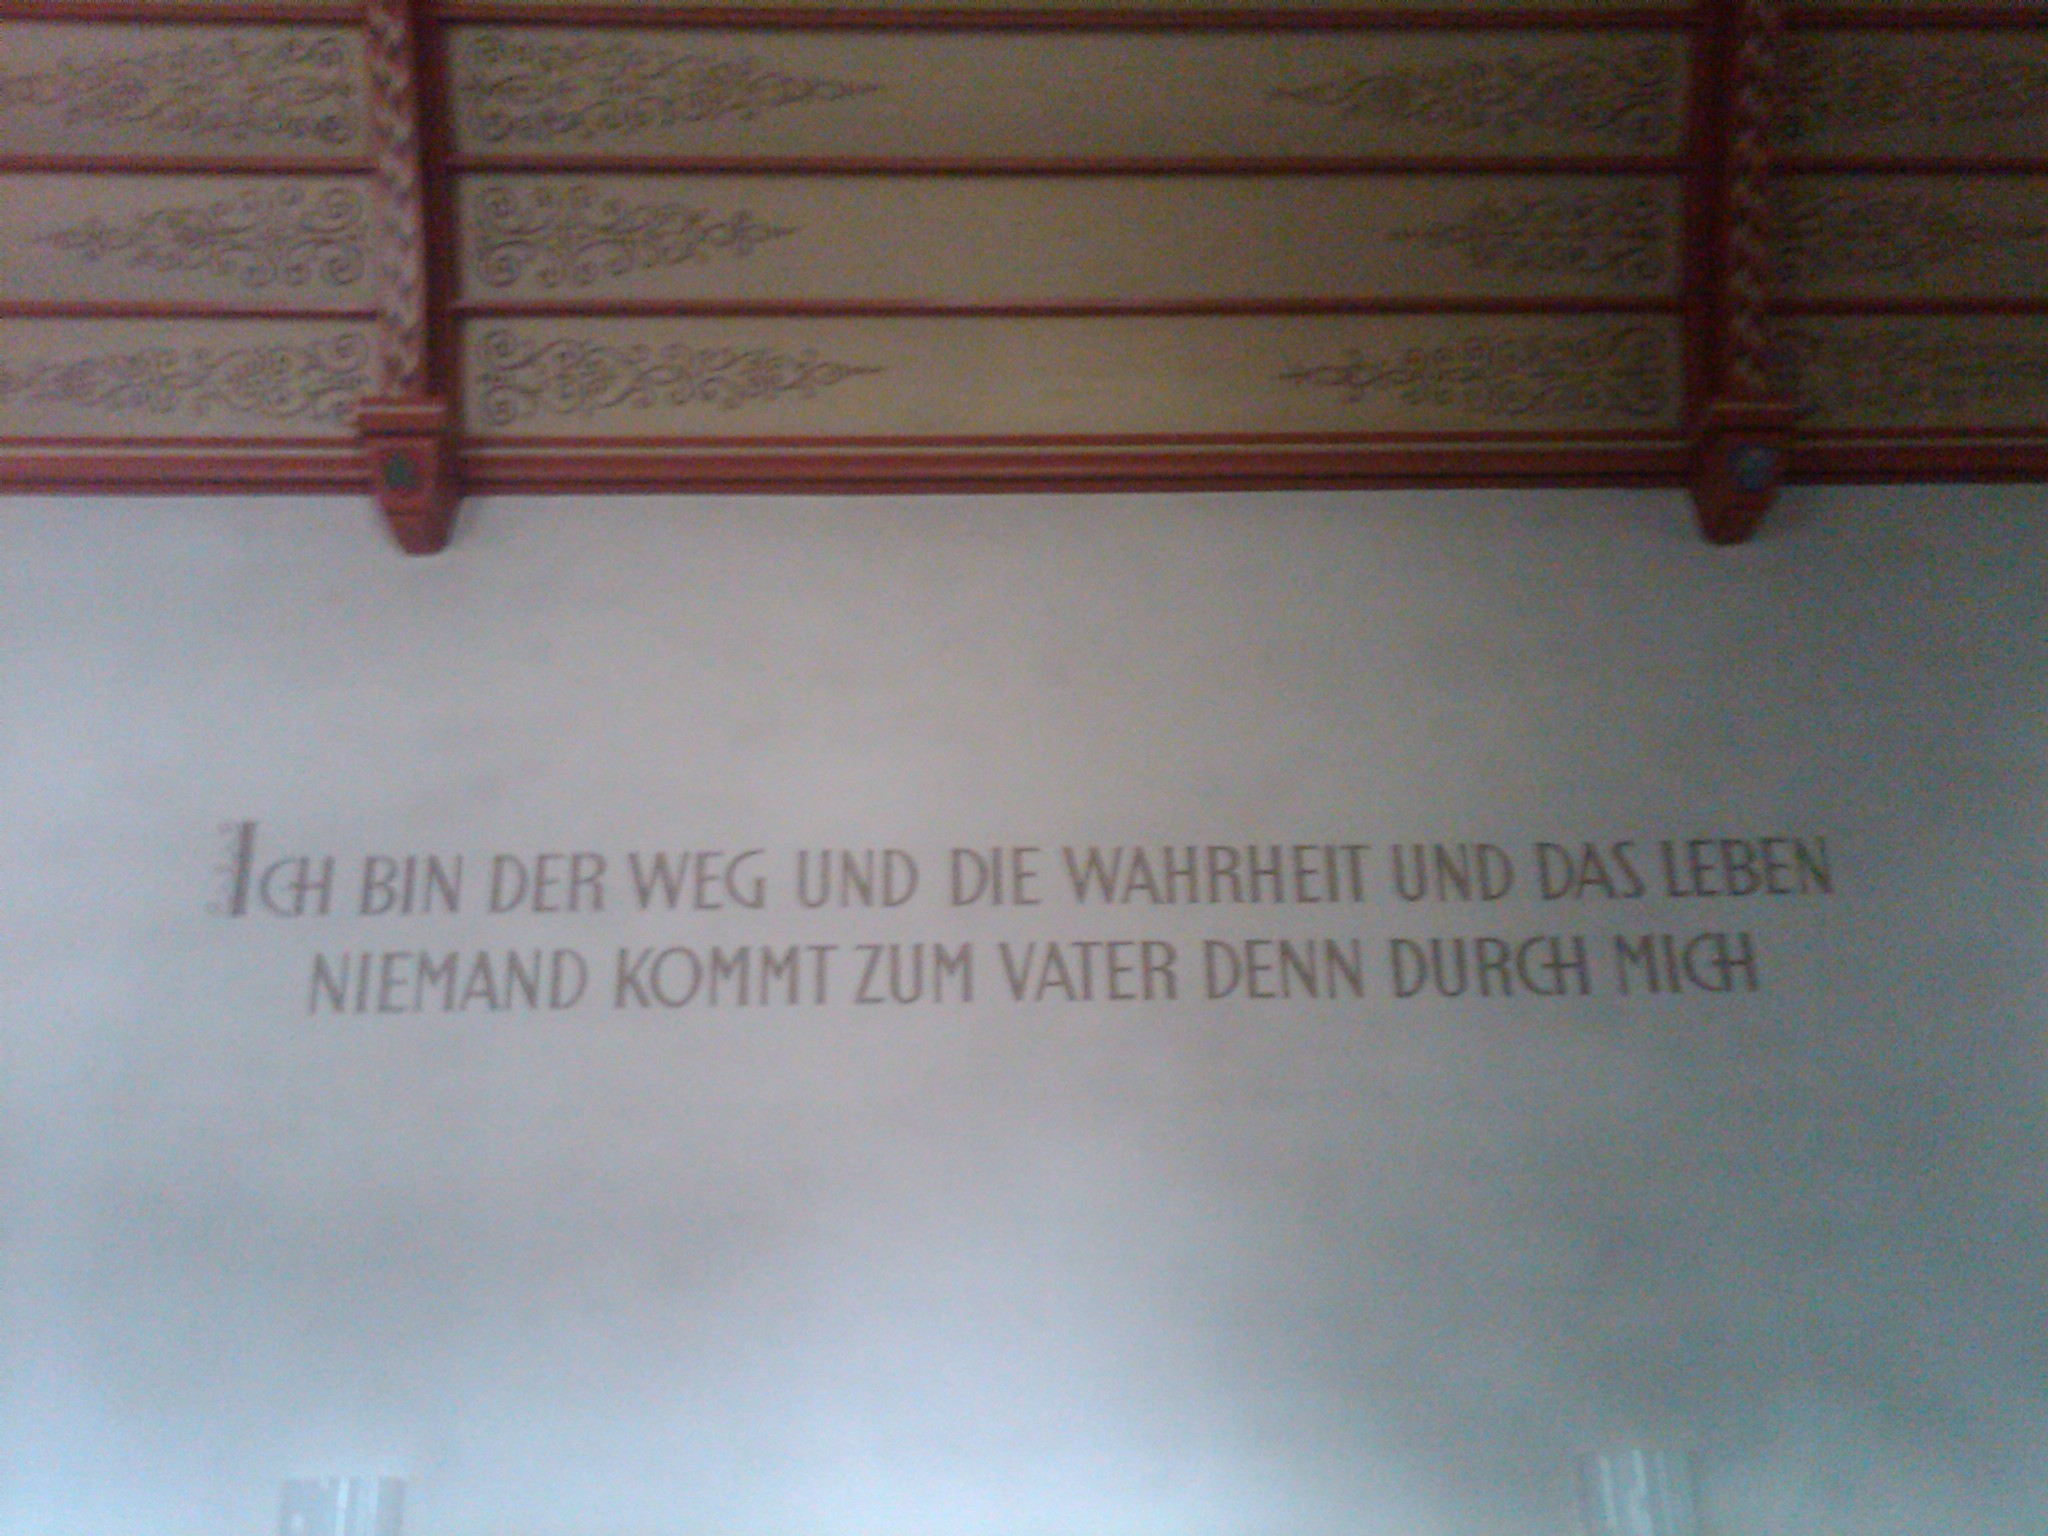 ICH BIN DER WEG UND DIE WAHRHEIT UND DAS LEBEN
NIEMAND KOMMT ZUM VATER DENN DURCH MICH